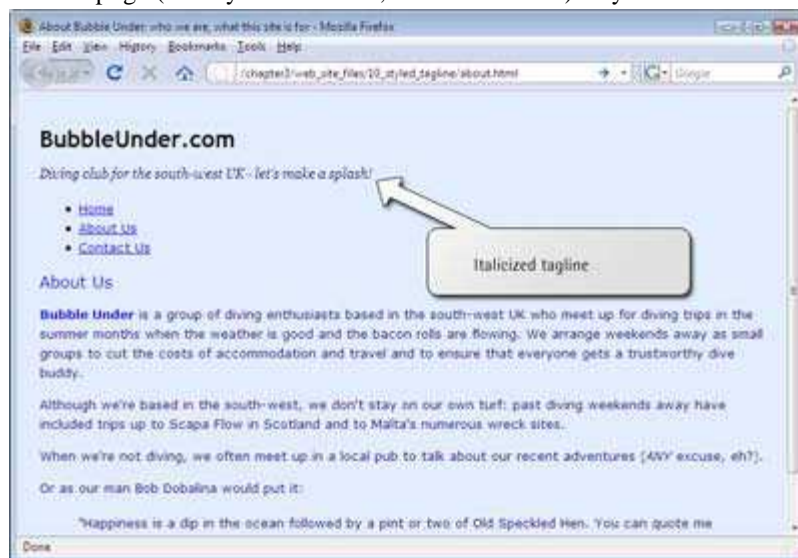 About Bubble Under: who we are, what this site is for - Mozilla Firefox
File Edit View History Bookmarks Tools Help
/chapter3/web_site_files/10_styled_tagline/about.html
Google
BubbleUnder.com
Diving club for the south-west UK - let's make a splash!
Home
About Us
Contact Us
Italicized tagline
About Us
Bubble Under is a group of diving enthusiasts based in the south-west UK who meet up for diving trips in the
summer months when the weather is good and the bacon rolls are flowing. We arrange weekends away as small
groups to cut the costs of accommodation and travel and to ensure that everyone gets a trustworthy dive
buddy.
Although we're based in the south-west, we don't stay on our own turf: past diving weekends away have
included trips up to Scapa Flow in Scotland and to Malta's numerous wreck sites.
When we're not diving, we often meet up in a local pub to talk about our recent adventures (ANY excuse, eh?).
Or as our man Bob Dobalina would put it:
"Happiness is a dip in the ocean followed by a pint or two of Old Speckled Hen. You can quote me
Done